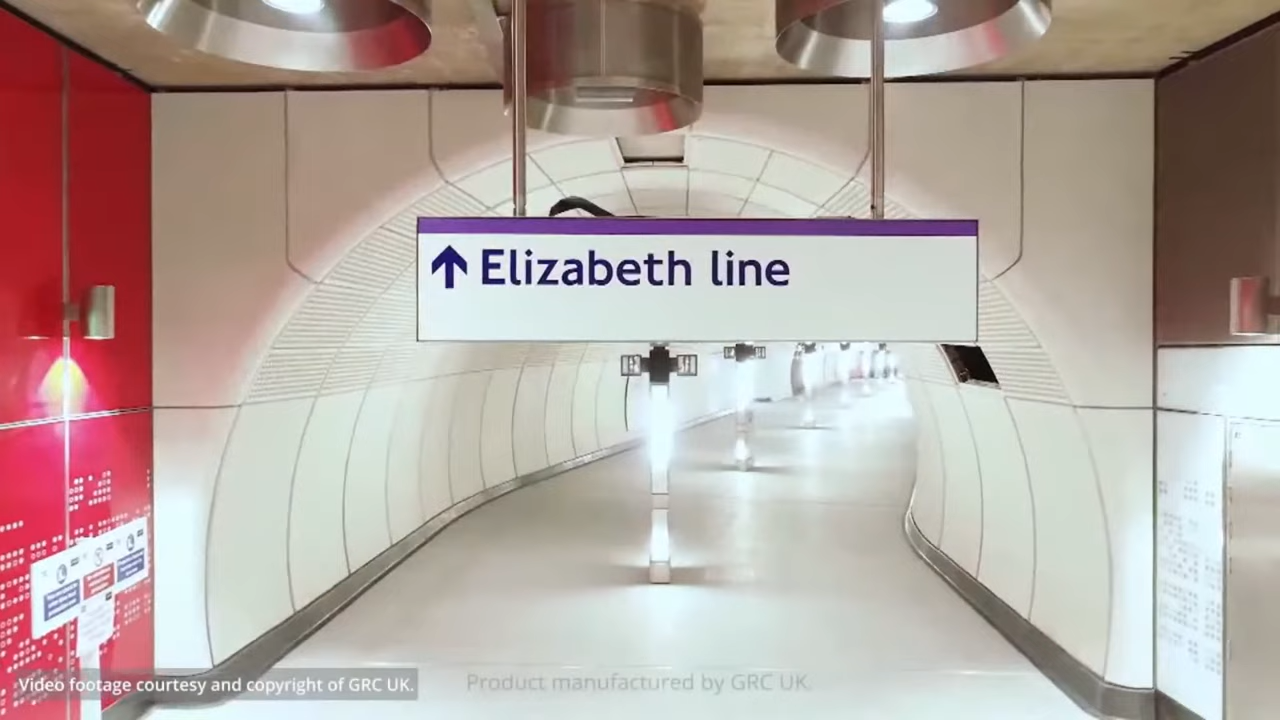 Elizabeth line
Video footage courtesy and copyright of GRC UK.
Product manufactured by GRC UK.